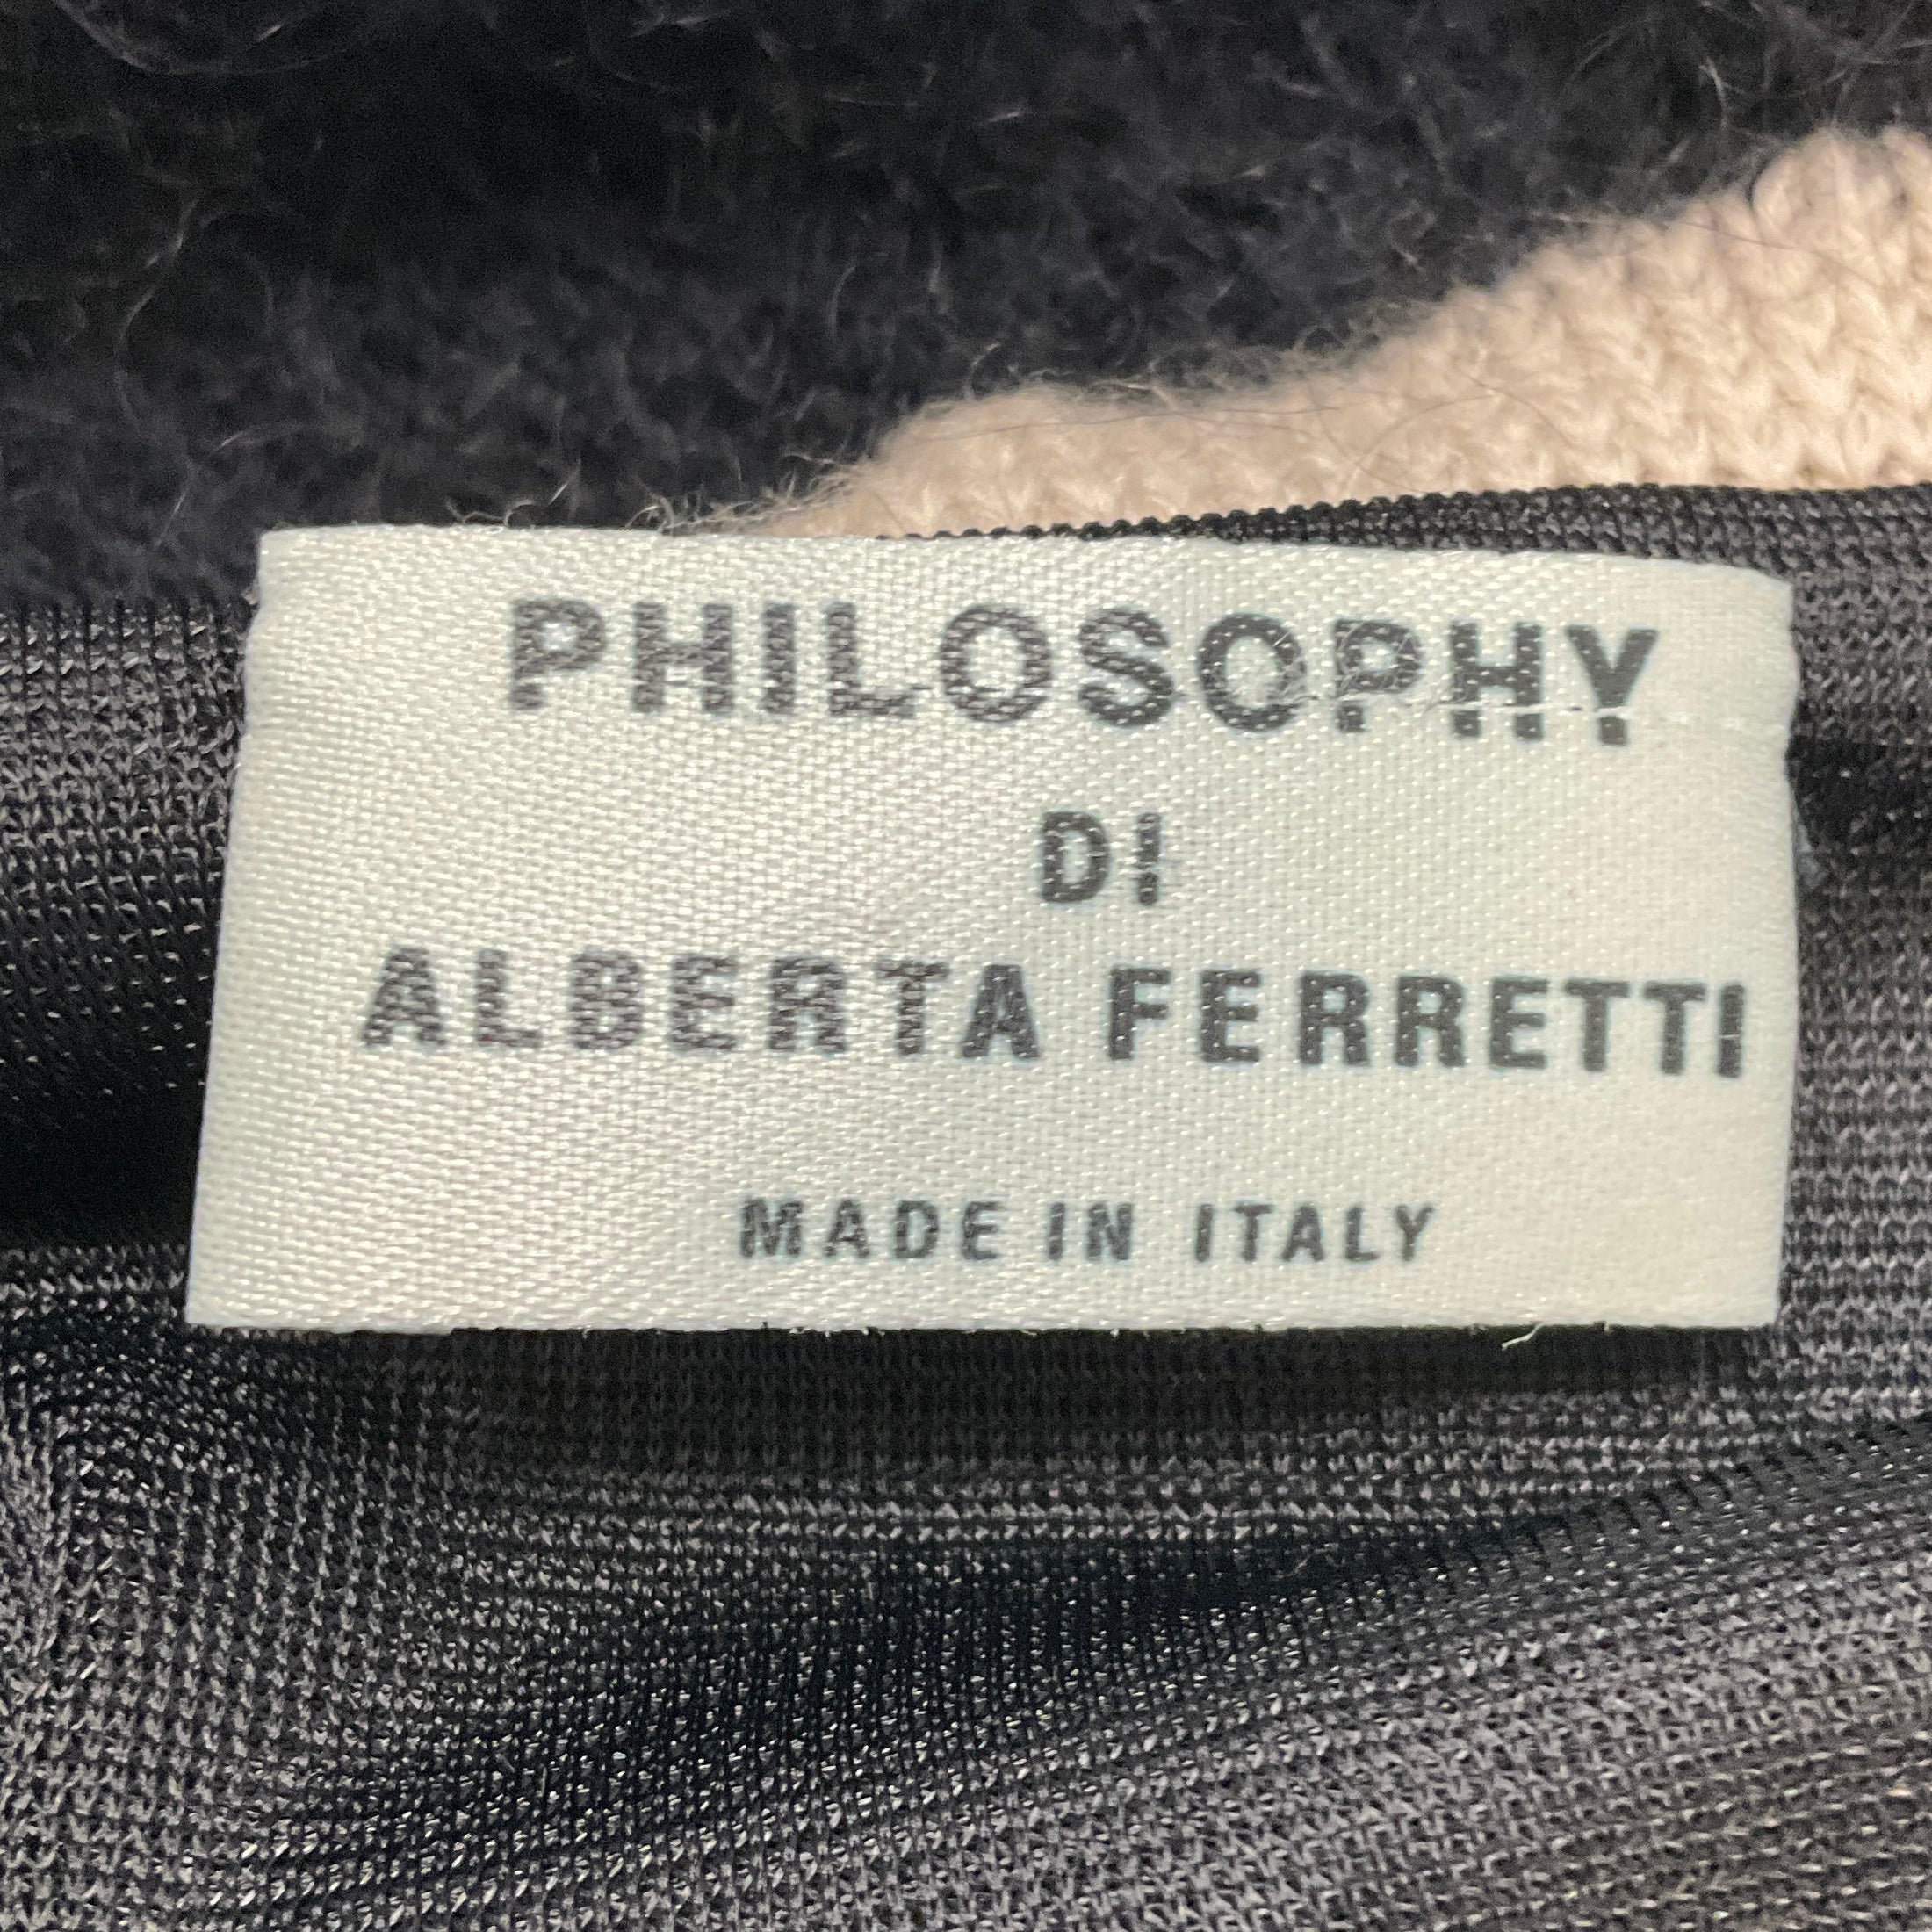 PHILOSOPHY
DI
ALBERTA FERRETTI
MADE IN ITALY